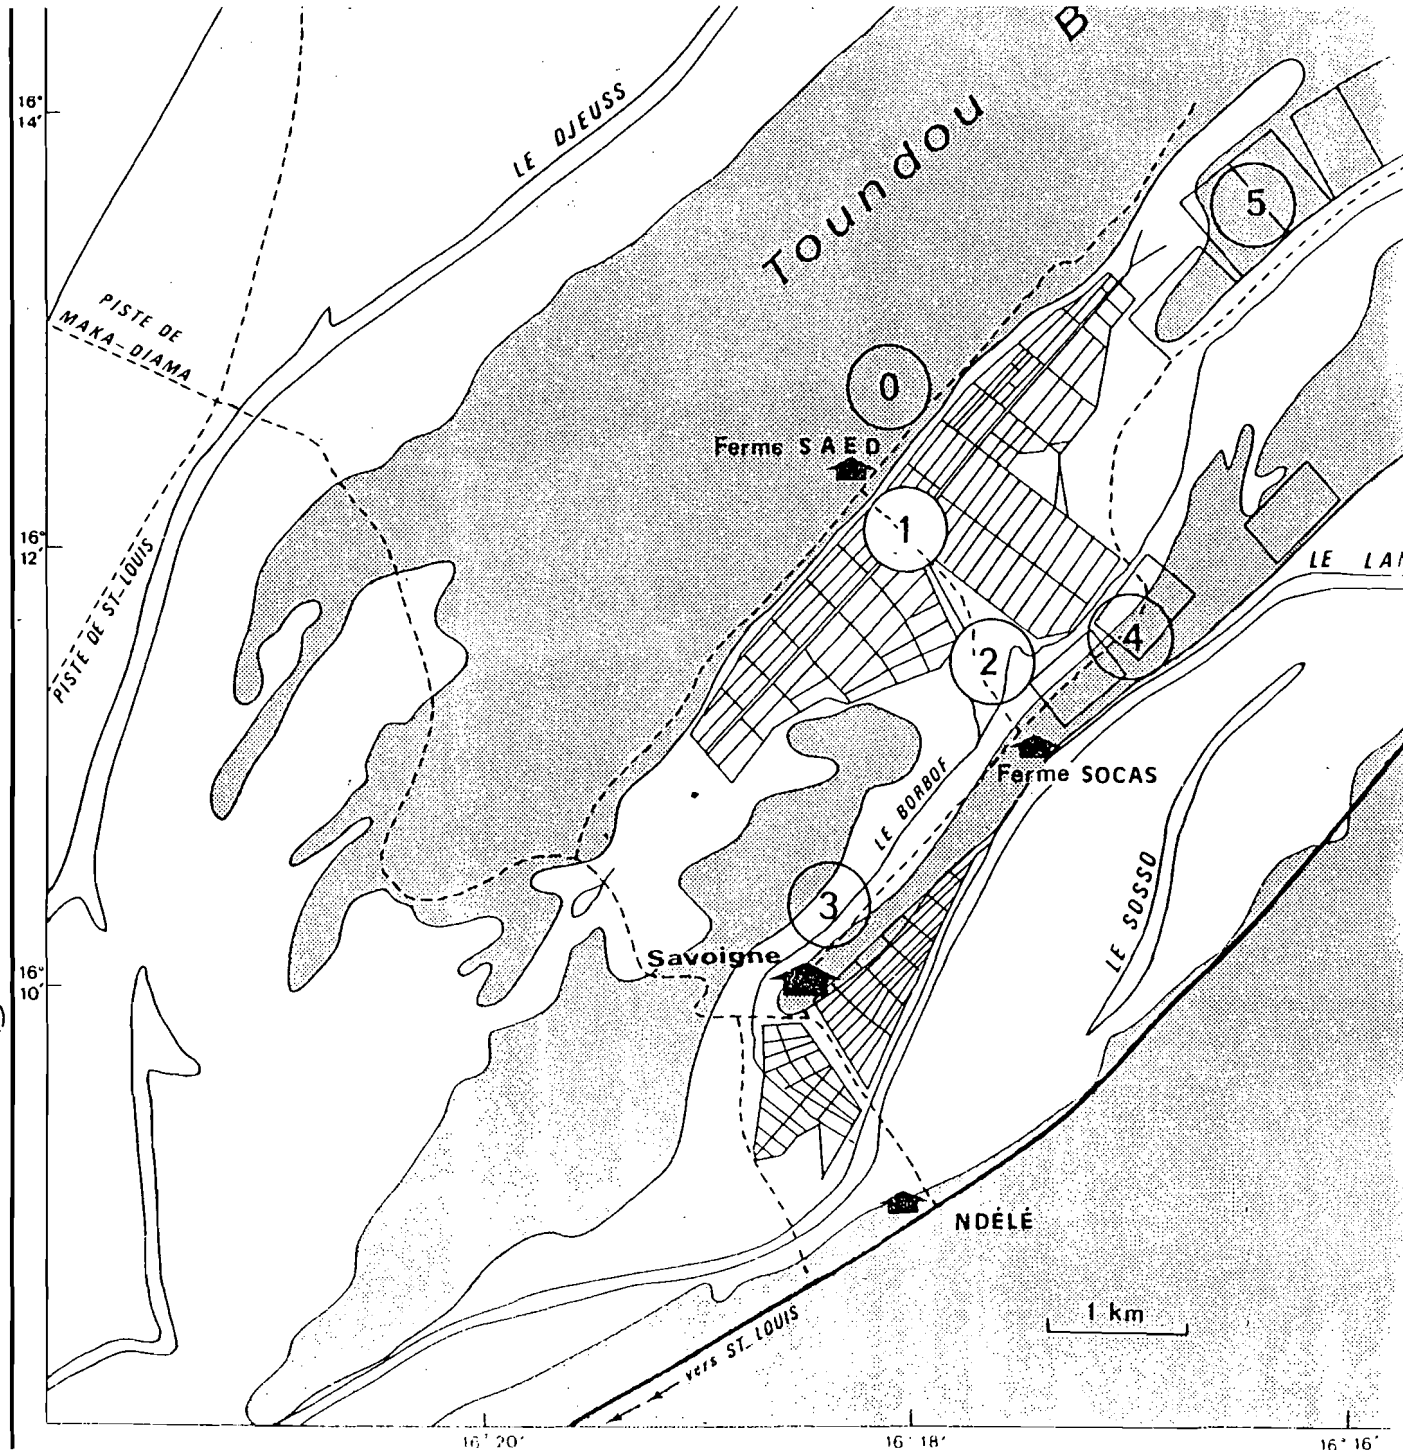 B
16°
14'
LE DJEUSS
Toundou
5
PISTE DE
MAKA-DIAMA
0
Ferme SAED
1
16°
12'
LE LAM
PISTE DE ST-LOUIS
4
2
Ferme SOCAS
LE BORBOF
3
LE SOSSO
Savoigne
16°
10'
NDÉLÉ
1 km
vers ST-LOUIS
16°20'
16°18'
16°16'